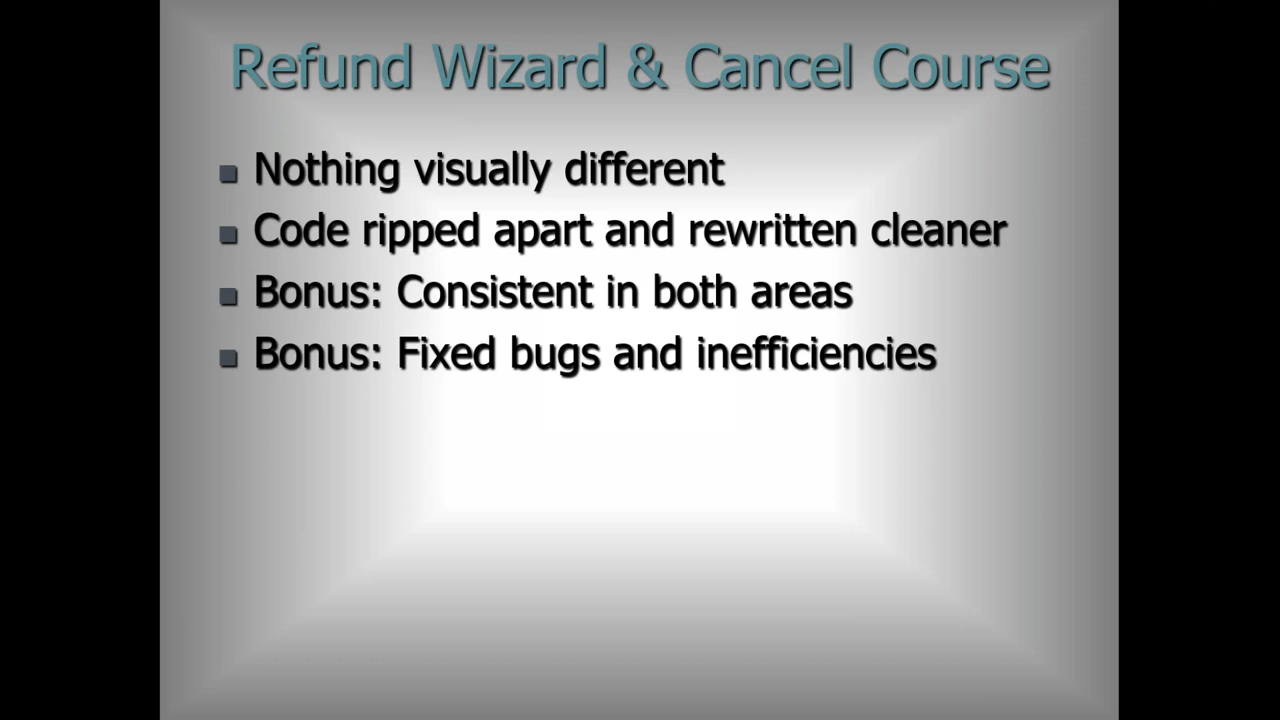 Refund Wizard & Cancel Course
Nothing visually different
Code ripped apart and rewritten cleaner
Bonus: Consistent in both areas
Bonus: Fixed bugs and inefficiencies